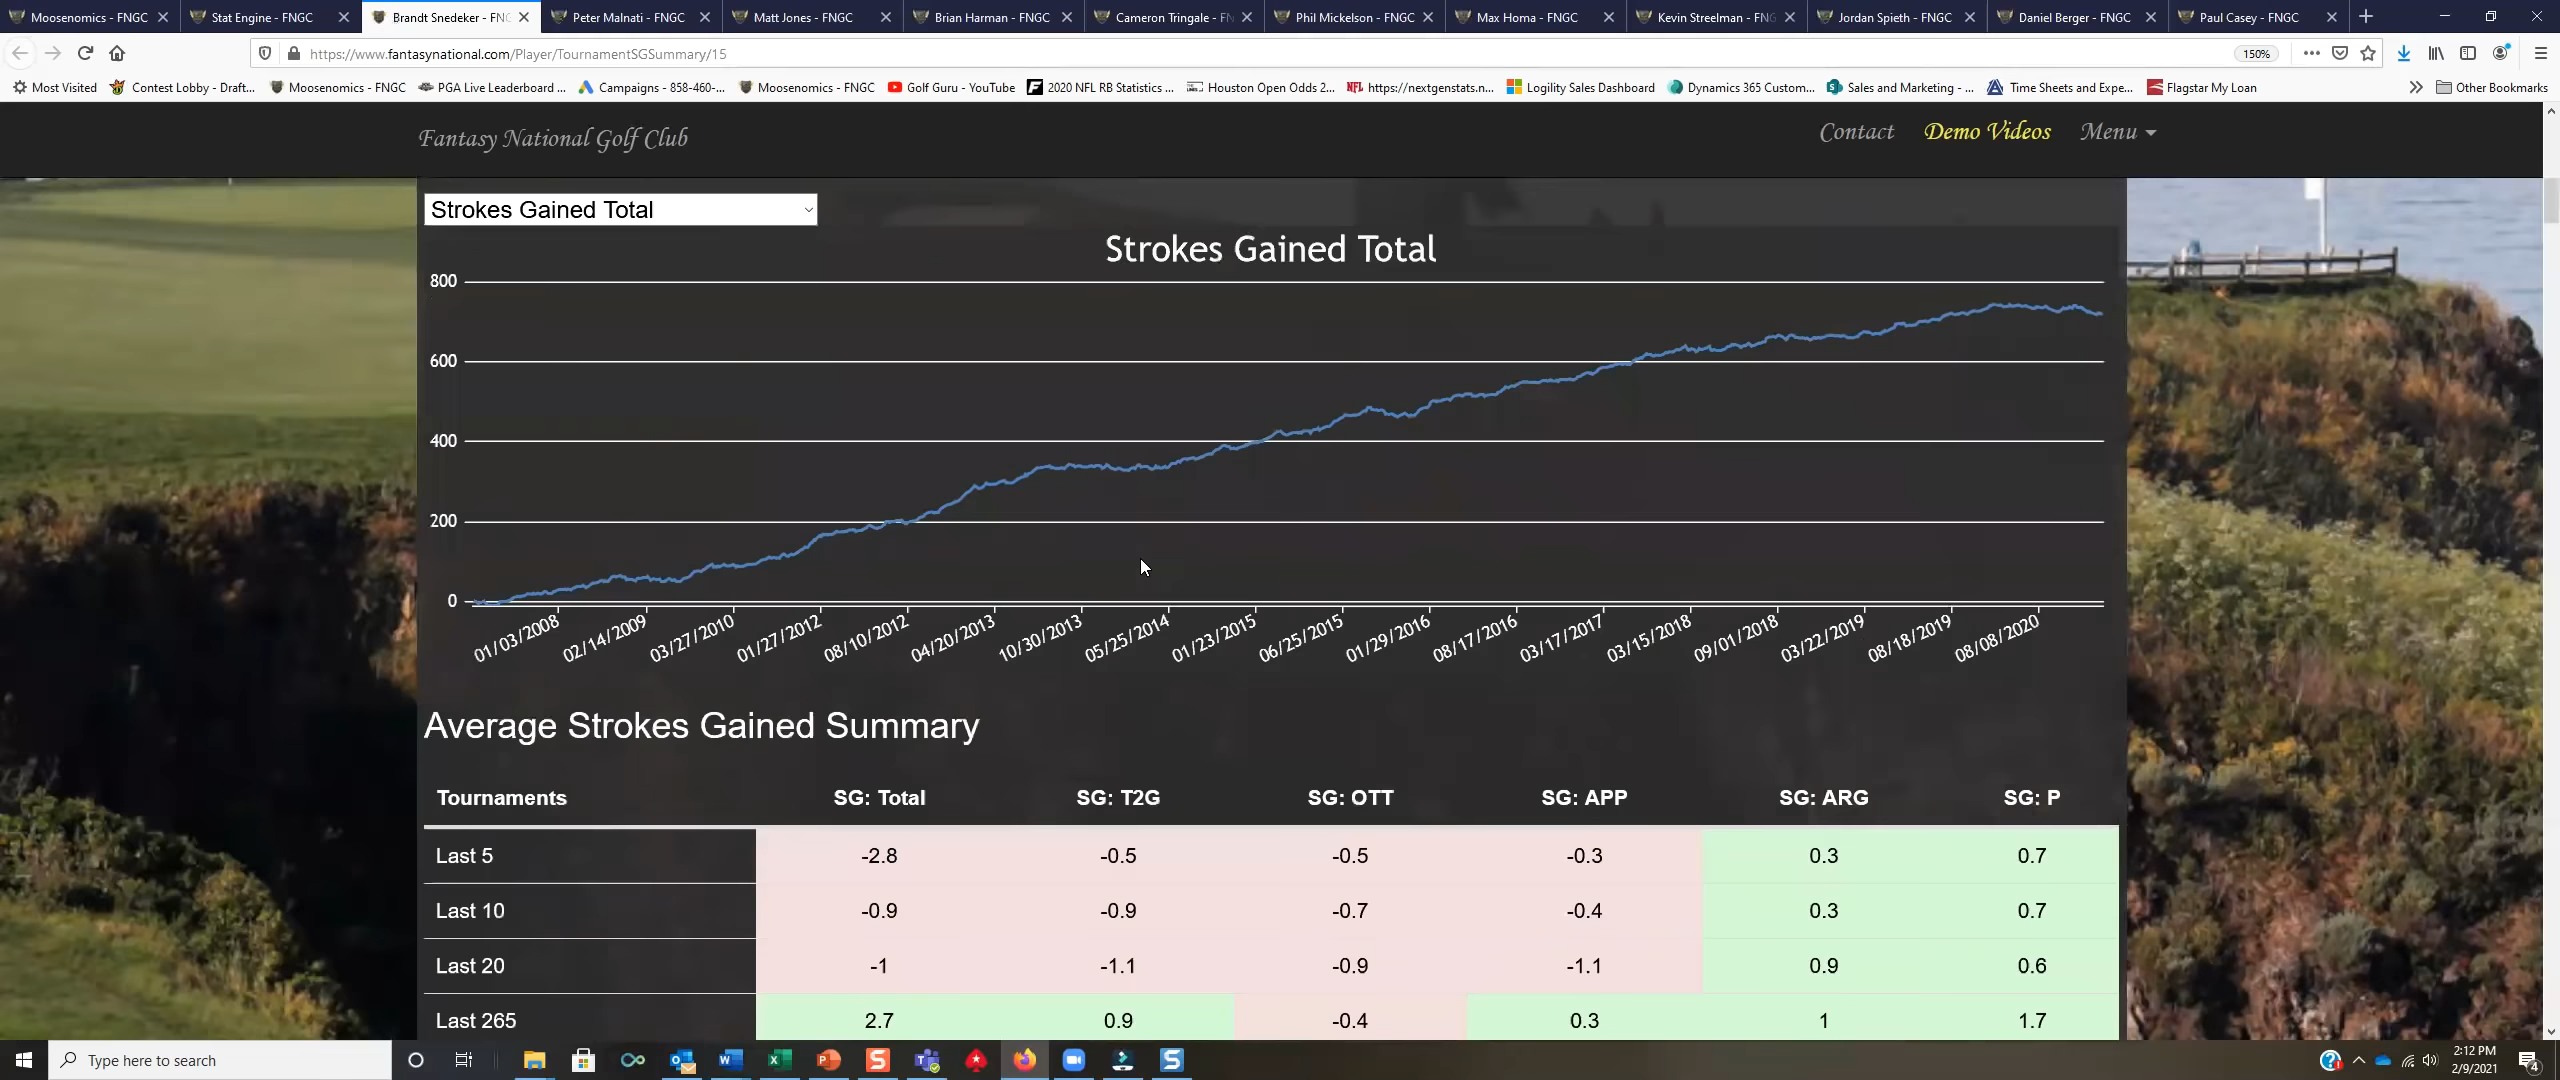 Moosenomics - FNGC
Stat Engine - FNGC
Brandt Snedeker - FNG
Peter Malnati - FNGC
Matt Jones - FNGC
Brian Harman - FNGC
Cameron Tringale - FN
Phil Mickelson - FNGC
Max Homa - FNGC
Kevin Streelman - FNG
Jordan Spieth - FNGC
Daniel Berger - FNGC
Paul Casey - FNGC
https://www.fantasynational.com/Player/TournamentSGSummary/15
150%
Most Visited
Contest Lobby - Draft...
Moosenomics - FNGC
PGA Live Leaderboard ...
Campaigns - 858-460-...
Moosenomics - FNGC
Golf Guru - YouTube
2020 NFL RB Statistics ...
Houston Open Odds 2...
https://nextgenstats.n...
Logility Sales Dashboard
Dynamics 365 Custom...
Sales and Marketing - ...
Time Sheets and Expe...
Flagstar My Loan
Other Bookmarks
Fantasy National Golf Club
Contact
Demo Videos
Menu
Strokes Gained Total
Strokes Gained Total
800
600
400
200
0
01/03/2008
02/14/2009
03/27/2010
01/27/2012
08/10/2012
04/20/2013
10/30/2013
05/25/2014
01/23/2015
06/25/2015
01/29/2016
08/17/2016
03/17/2017
03/15/2018
09/01/2018
03/22/2019
08/18/2019
08/08/2020
Average Strokes Gained Summary
Tournaments SG: Total SG: T2G SG: OTT SG: APP SG: ARG SG: P
Last 5 -2.8 -0.5 -0.5 -0.3 0.3 0.7
Last 10 -0.9 -0.9 -0.7 -0.4 0.3 0.7
Last 20 -1 -1.1 -0.9 -1.1 0.9 0.6
Last 265 2.7 0.9 -0.4 0.3 1 1.7
Type here to search
2:12 PM
2/9/2021
4